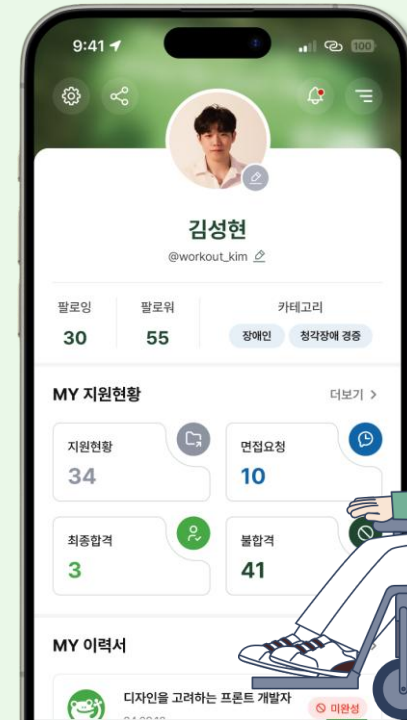 9:41
100
김성현
@workout_kim
팔로잉 팔로워 카테고리
30 55 장애인 청각장애 경증
MY 지원현황 더보기 >
지원현황 면접요청
34 10
최종합격 불합격
3 41
MY 이력서
디자인을 고려하는 프론트 개발자
미완성